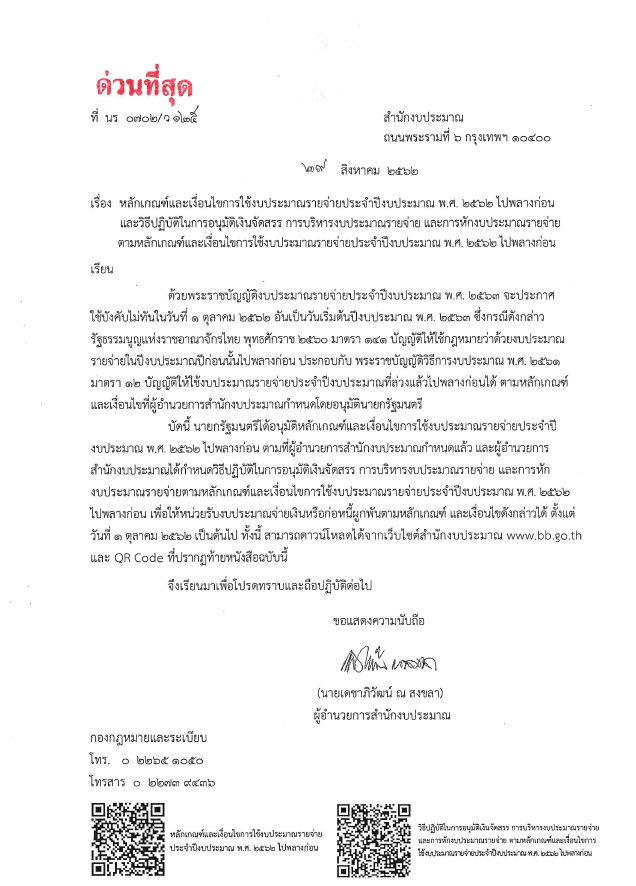 ด่วนที่สุด
ที่ นร ๐๗๐๒/ว ๑๒๕
สำนักงบประมาณ
ถนนพระรามที่ ๖ กรุงเทพฯ ๑๐๔๐๐
๒๙ สิงหาคม ๒๕๖๒
เรื่อง หลักเกณฑ์และเงื่อนไขการใช้งบประมาณรายจ่ายประจำปีงบประมาณ พ.ศ. ๒๕๖๒ ไปพลางก่อน
และวิธีปฏิบัติในการอนุมัติเงินจัดสรร การบริหารงบประมาณรายจ่าย และการหักงบประมาณรายจ่าย
ตามหลักเกณฑ์และเงื่อนไขการใช้งบประมาณรายจ่ายประจำปีงบประมาณ พ.ศ. ๒๕๖๒ ไปพลางก่อน
เรียน
ด้วยพระราชบัญญัติงบประมาณรายจ่ายประจำปีงบประมาณ พ.ศ. ๒๕๖๓ จะประกาศ
ใช้บังคับไม่ทันในวันที่ ๑ ตุลาคม ๒๕๖๒ อันเป็นวันเริ่มต้นปีงบประมาณ พ.ศ. ๒๕๖๓ ซึ่งกรณีดังกล่าว
รัฐธรรมนูญแห่งราชอาณาจักรไทย พุทธศักราช ๒๕๖๐ มาตรา ๑๔๑ บัญญัติให้ใช้กฎหมายว่าด้วยงบประมาณ
รายจ่ายในปีงบประมาณปีก่อนนั้นไปพลางก่อน ประกอบกับ พระราชบัญญัติวิธีการงบประมาณ พ.ศ. ๒๕๖๑
มาตรา ๑๒ บัญญัติให้ใช้งบประมาณรายจ่ายประจำปีงบประมาณที่ล่วงแล้วไปพลางก่อนได้ ตามหลักเกณฑ์
และเงื่อนไขที่ผู้อำนวยการสำนักงบประมาณกำหนดโดยอนุมัตินายกรัฐมนตรี
บัดนี้ นายกรัฐมนตรีได้อนุมัติหลักเกณฑ์และเงื่อนไขการใช้งบประมาณรายจ่ายประจำปี
งบประมาณ พ.ศ. ๒๕๖๒ ไปพลางก่อน ตามที่ผู้อำนวยการสำนักงบประมาณกำหนดแล้ว และผู้อำนวยการ
สำนักงบประมาณได้กำหนดวิธีปฏิบัติในการอนุมัติเงินจัดสรร การบริหารงบประมาณรายจ่าย และการหัก
งบประมาณรายจ่ายตามหลักเกณฑ์และเงื่อนไขการใช้งบประมาณรายจ่ายประจำปีงบประมาณ พ.ศ. ๒๕๖๒
ไปพลางก่อน เพื่อให้หน่วยรับงบประมาณจ่ายเงินหรือก่อหนี้ผูกพันตามหลักเกณฑ์ และเงื่อนไขดังกล่าวได้ ตั้งแต่
วันที่ ๑ ตุลาคม ๒๕๖๒ เป็นต้นไป ทั้งนี้ สามารถดาวน์โหลดได้จากเว็บไซต์สำนักงบประมาณ www.bb.go.th
และ QR Code ที่ปรากฏท้ายหนังสือฉบับนี้
จึงเรียนมาเพื่อโปรดทราบและถือปฏิบัติต่อไป
ขอแสดงความนับถือ
(นายเดชาภิวัฒน์ ณ สงขลา)
ผู้อำนวยการสำนักงบประมาณ
กองกฎหมายและระเบียบ
โทร. ๐ ๒๒๖๕ ๑๐๕๐
โทรสาร ๐ ๒๒๗๓ ๙๔๓๖
หลักเกณฑ์และเงื่อนไขการใช้งบประมาณรายจ่าย
ประจำปีงบประมาณ พ.ศ. ๒๕๖๒ ไปพลางก่อน
วิธีปฏิบัติในการอนุมัติเงินจัดสรร การบริหารงบประมาณรายจ่าย
และการหักงบประมาณรายจ่าย ตามหลักเกณฑ์และเงื่อนไขการ
ใช้งบประมาณรายจ่ายประจำปีงบประมาณ พ.ศ. ๒๕๖๒ ไปพลางก่อน